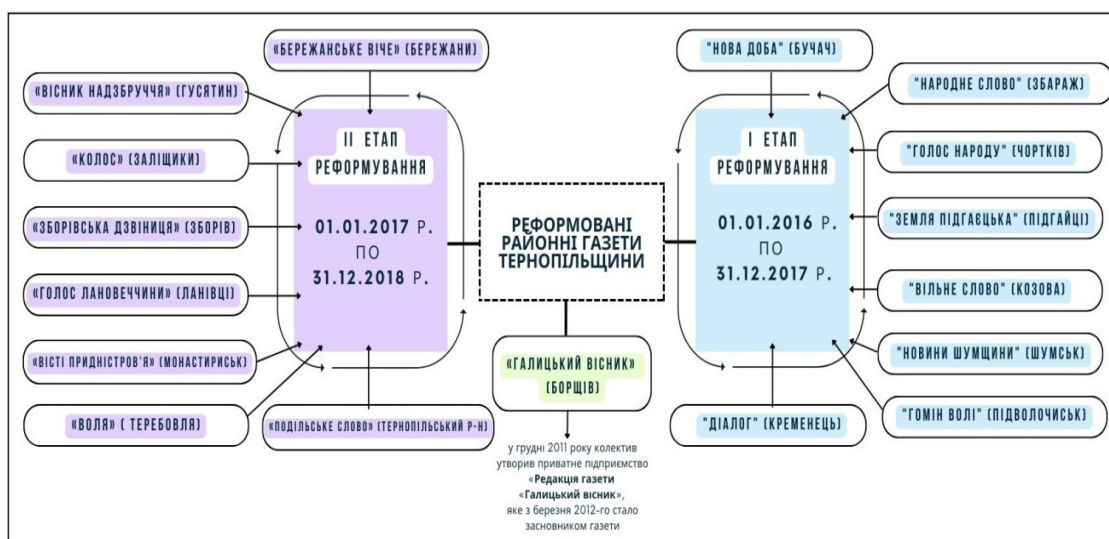 «БЕРЕЖАНСЬКЕ ВІЧЕ» (БЕРЕЖАНИ)
«ВІСНИК НАДЗБРУЧЧЯ» (ГУСЯТИН)
«КОЛОС» (ЗАЛІЩИКИ)
«ЗБОРІВСЬКА ДЗВІНИЦЯ» (ЗБОРІВ)
«ГОЛОС ЛАНОВЕЧЧИНИ» (ЛАНІВЦІ)
«ВІСТІ ПРИДНІСТРОВ'Я» (МОНАСТИРИСЬК)
«ВОЛЯ» ( ТЕРЕБОВЛЯ)
«ПОДІЛЬСЬКЕ СЛОВО» (ТЕРНОПІЛЬСЬКИЙ Р-Н)
ІІ ЕТАП
РЕФОРМУВАННЯ
01.01.2017 Р.
ПО
31.12.2018 Р.
РЕФОРМОВАНІ
РАЙОННІ ГАЗЕТИ
ТЕРНОПІЛЬЩИНИ
«ГАЛИЦЬКИЙ ВІСНИК»
(БОРЩІВ)
у грудні 2011 року колектив
утворив приватне підприємство
«Редакція газети
«Галицький вісник»,
яке з березня 2012-го стало
засновником газети
І ЕТАП
РЕФОРМУВАННЯ
01.01.2016 Р.
ПО
31.12.2017 Р.
"НОВА ДОБА" (БУЧАЧ)
"НАРОДНЕ СЛОВО" (ЗБАРАЖ)
"ГОЛОС НАРОДУ" (ЧОРТКІВ)
"ЗЕМЛЯ ПІДГАЄЦЬКА" (ПІДГАЙЦІ)
"ВІЛЬНЕ СЛОВО" (КОЗОВА)
"НОВИНИ ШУМЩИНИ" (ШУМСЬК)
"ГОМІН ВОЛІ" (ПІДВОЛОЧИСЬК)
"ДІАЛОГ" (КРЕМЕНЕЦЬ)